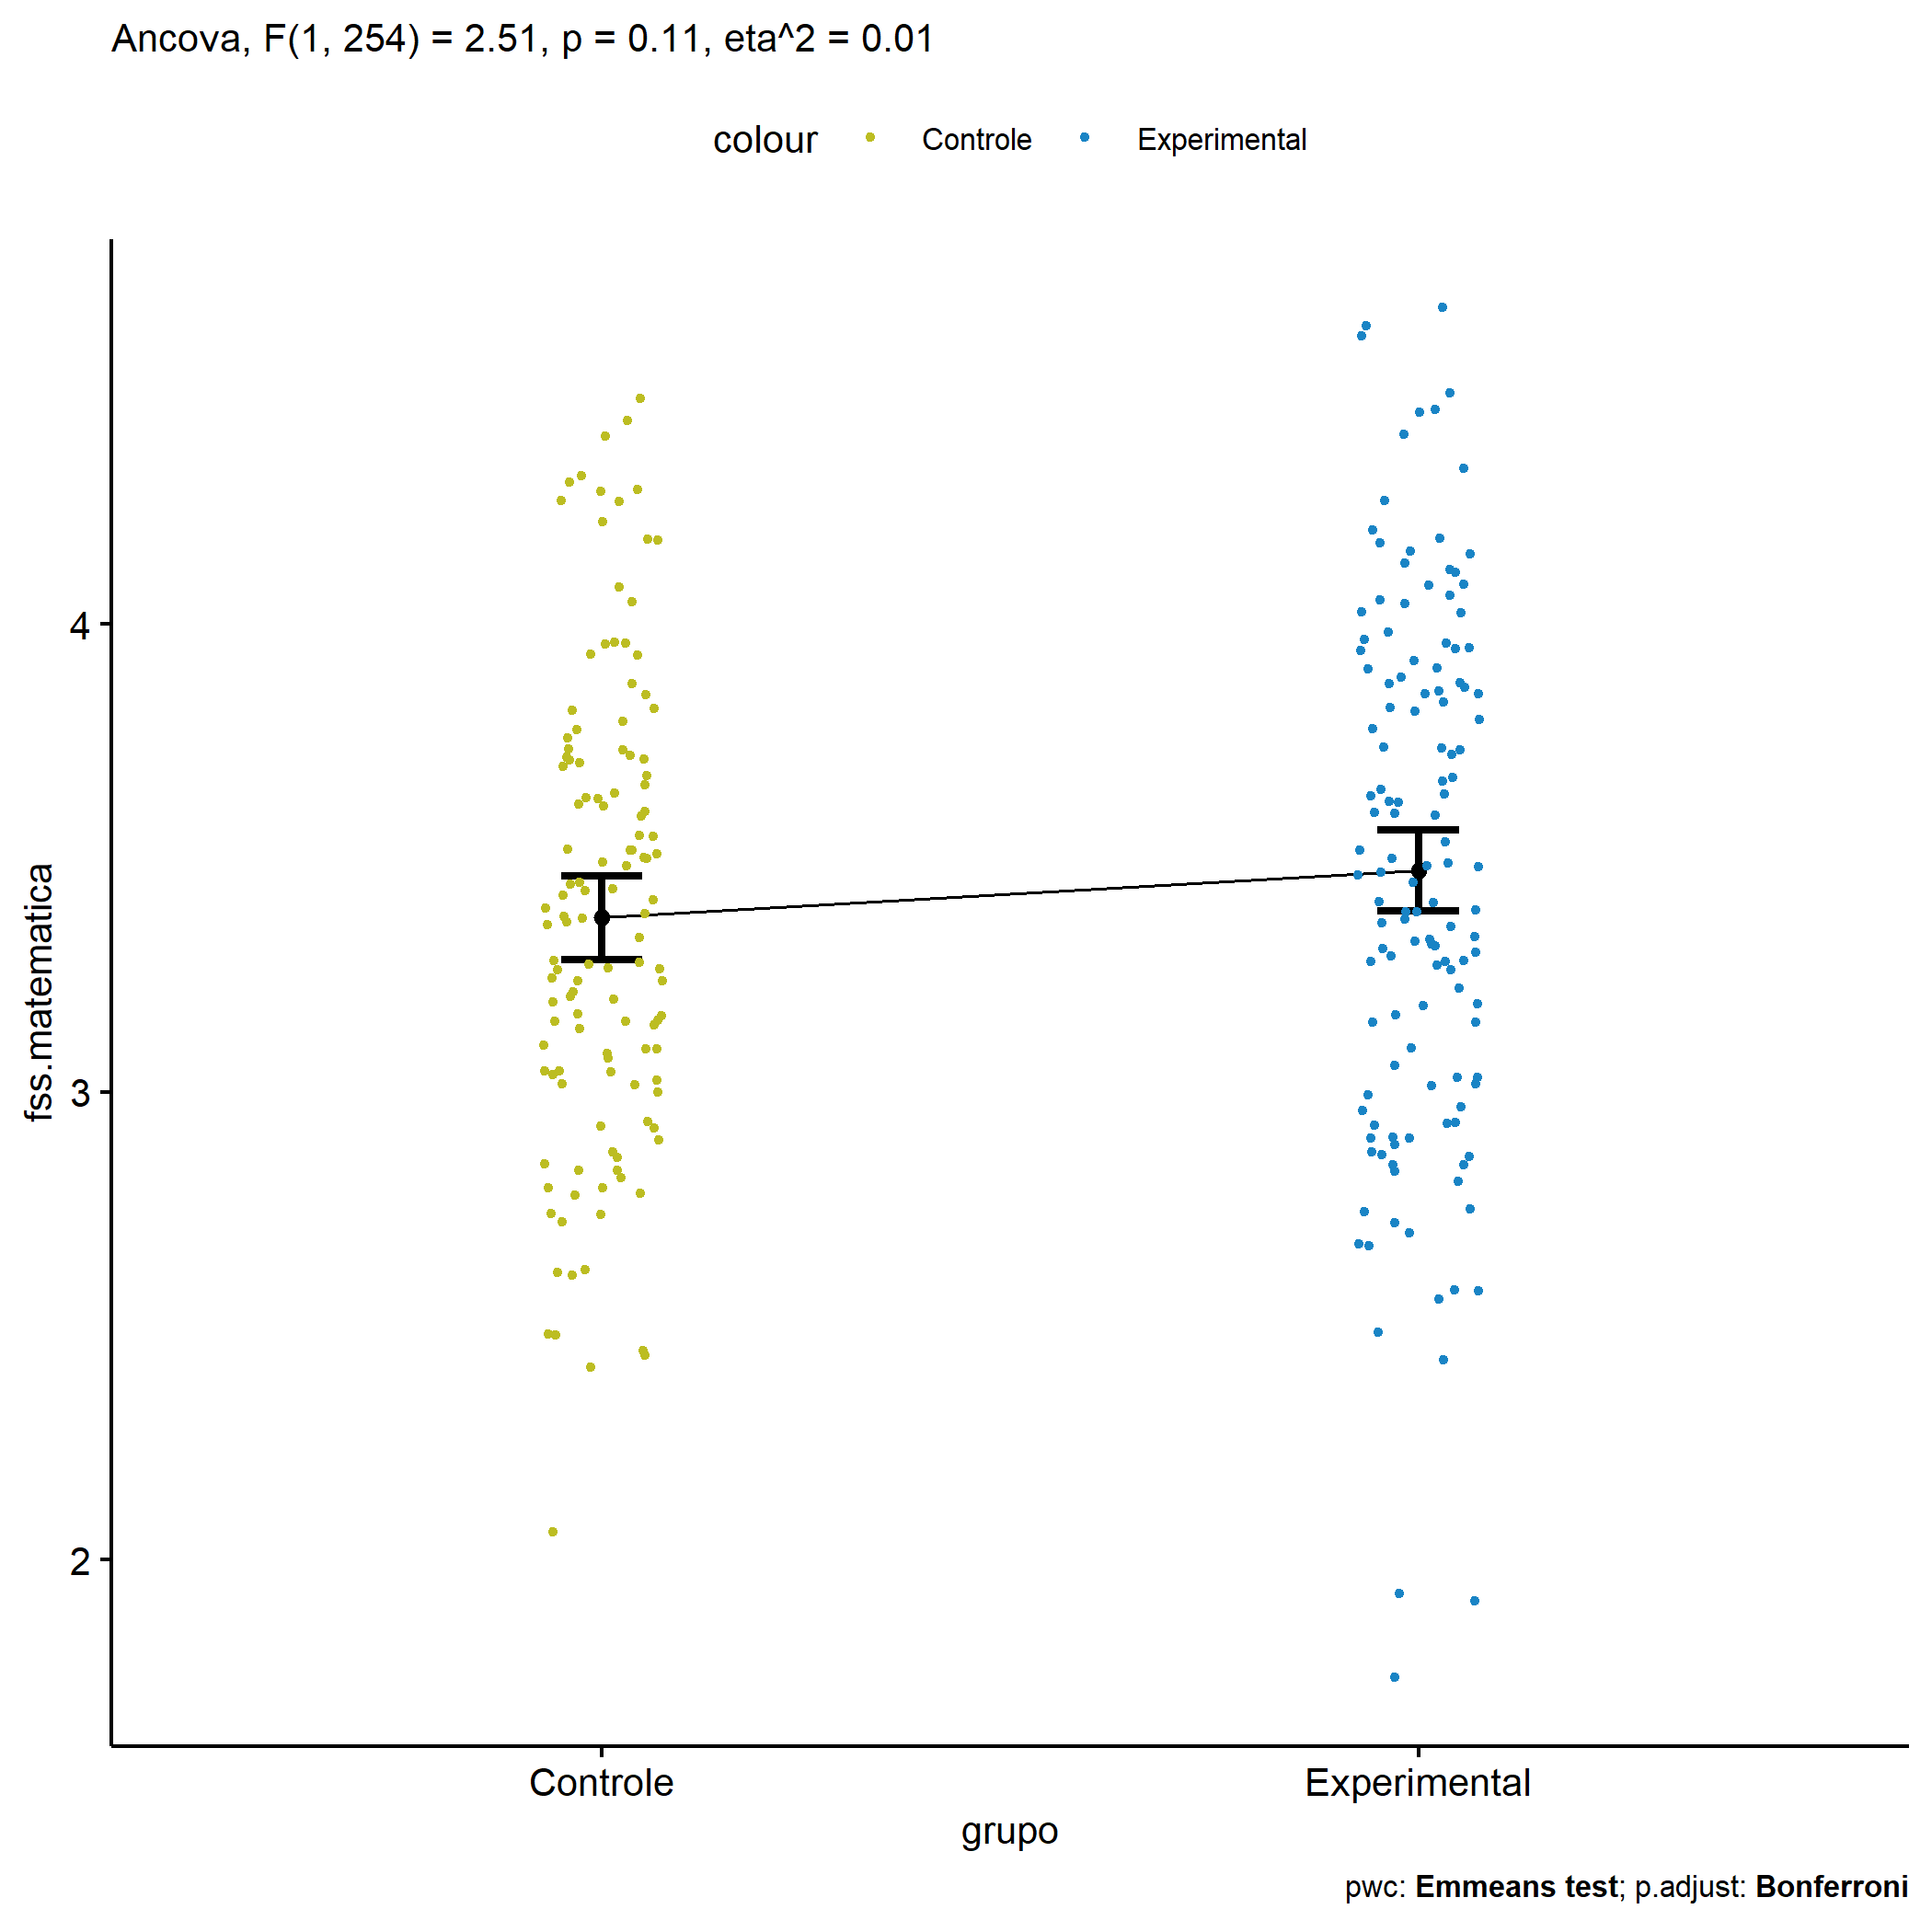 Ancova, F(1, 254) = 2.51, p = 0.11, eta^2 = 0.01
colour Controle Experimental
fss.matematica
4
3
2
Controle Experimental
grupo
pwc: Emmeans test; p.adjust: Bonferroni